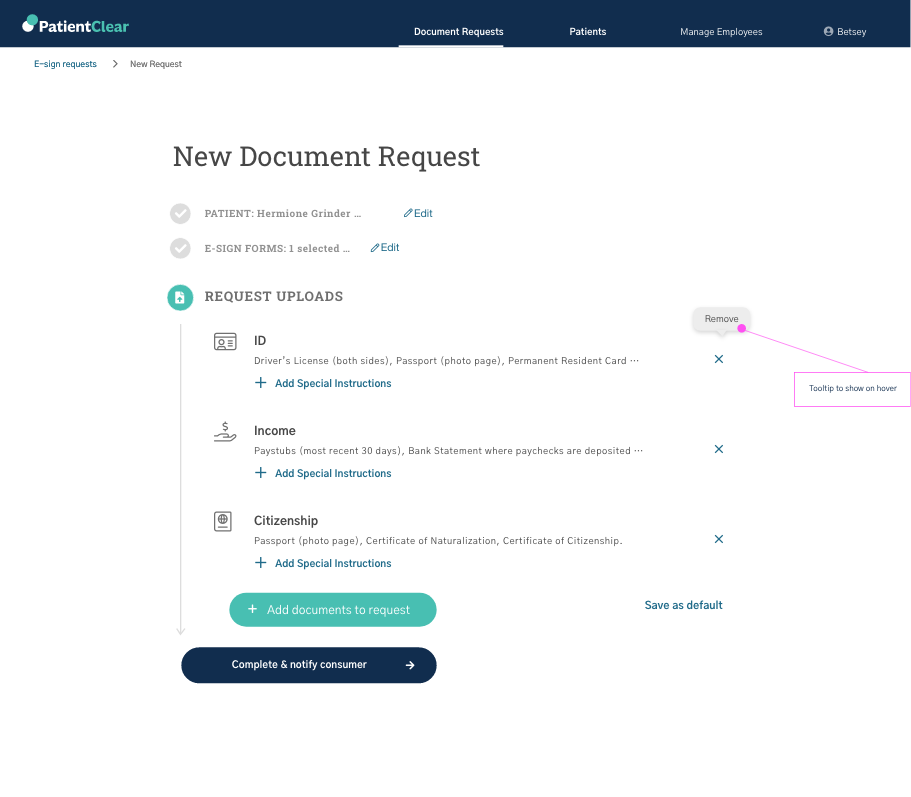 PatientClear
Document Requests Patients Manage Employees Betsey
E-sign requests > New Request
New Document Request
PATIENT: Hermione Grinder ... Edit
E-SIGN FORMS: 1 selected ... Edit
REQUEST UPLOADS
Remove
ID
Driver's License (both sides), Passport (photo page), Permanent Resident Card ···
Tooltip to show on hover
+ Add Special Instructions
Income
Paystubs (most recent 30 days), Bank Statement where paychecks are deposited ···
+ Add Special Instructions
Citizenship
Passport (photo page), Certificate of Naturalization, Certificate of Citizenship.
+ Add Special Instructions
+ Add documents to request
Save as default
Complete & notify consumer →